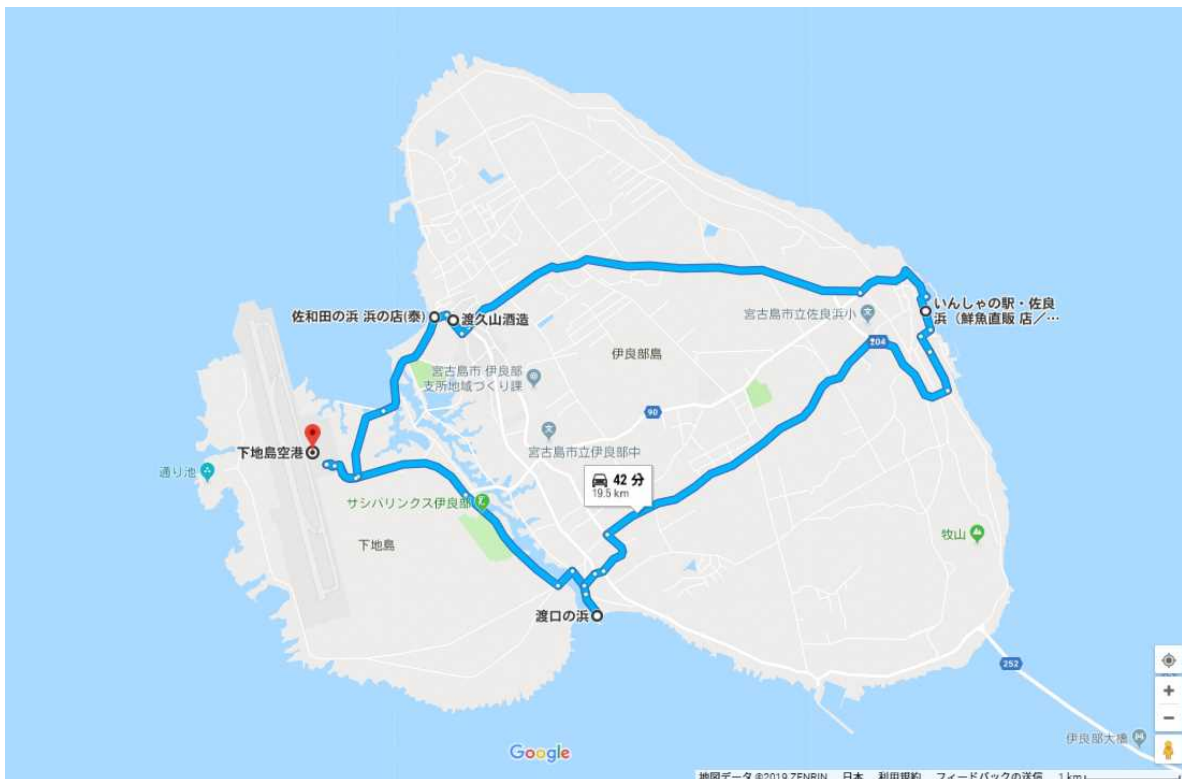 佐和田の浜 浜の店(泰)
渡久山酒造
いんしゃの駅・佐良
浜（鮮魚直販 店／…
宮古島市立佐良浜小
204
伊良部島
宮古島市 伊良部
支所地域づくり課
90
下地島空港
宮古島市立伊良部中
通り池
42 分
19.5 km
サシバリンクス伊良部
下地島
牧山
渡口の浜
252
伊良部大橋
Google
地図データ ©2019 ZENRIN 日本 利用規約 フィードバックの送信 1 km